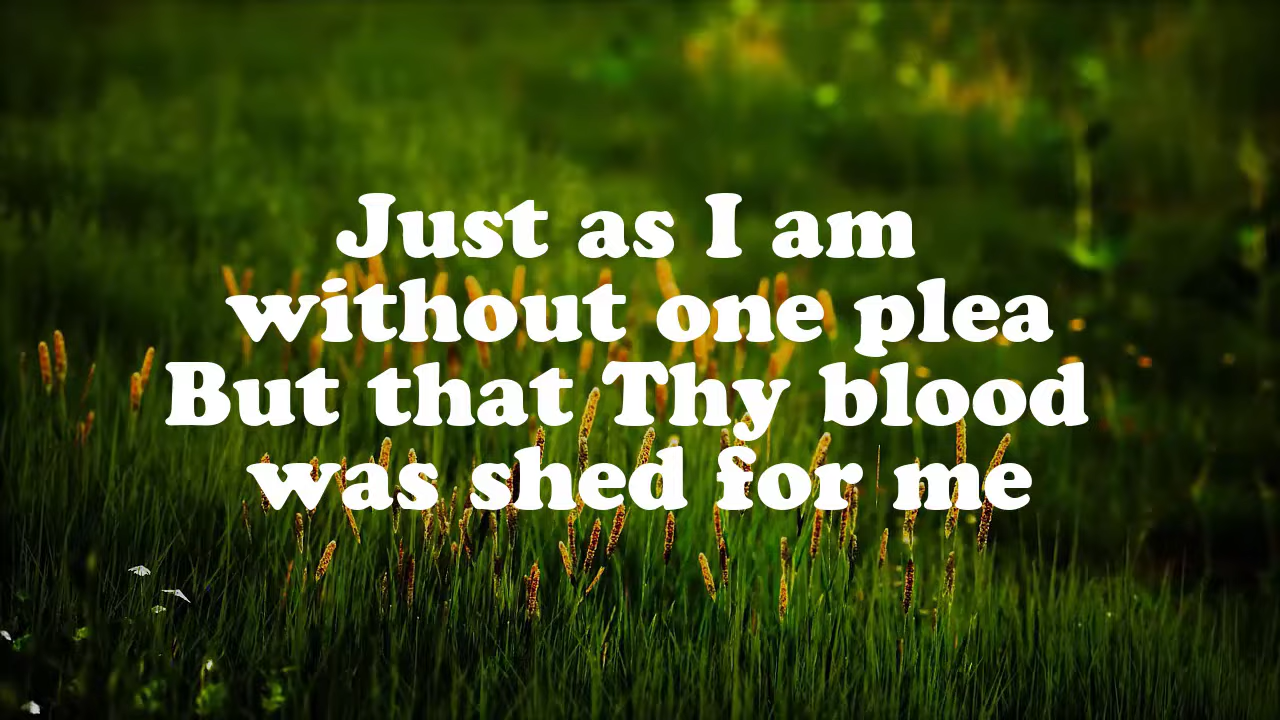 Just as I am
without one plea
But that Thy blood
was shed for me